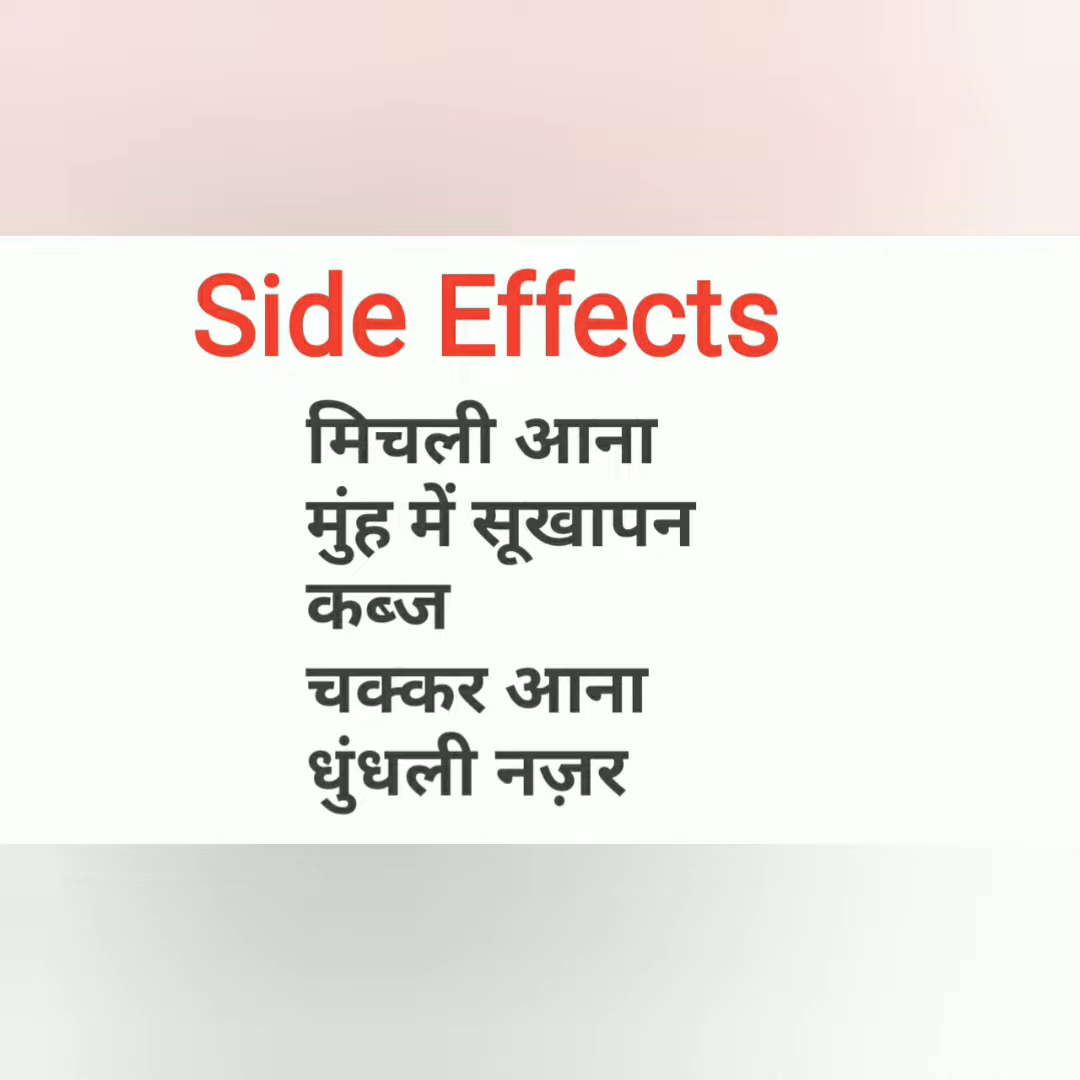 Side Effects
मिचली आना
मुंह में सूखापन
कब्ज
चक्कर आना
धुंधली नज़र